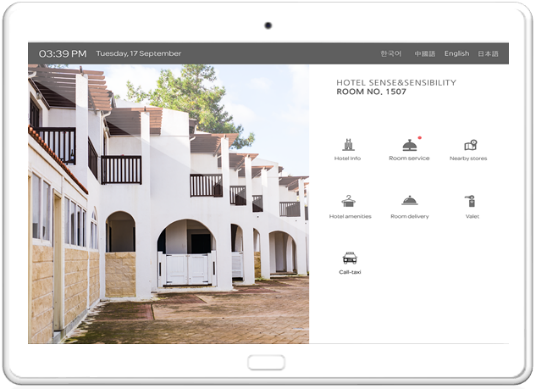 03:39 PM Tuesday, 17 September 한국어 中國語 English 日本語
HOTEL SENSE&SENSIBILITY
ROOM NO, 1507
Hotel Info Room service Nearby stores
Hotel amenities Room delivery Valet
Call-taxi